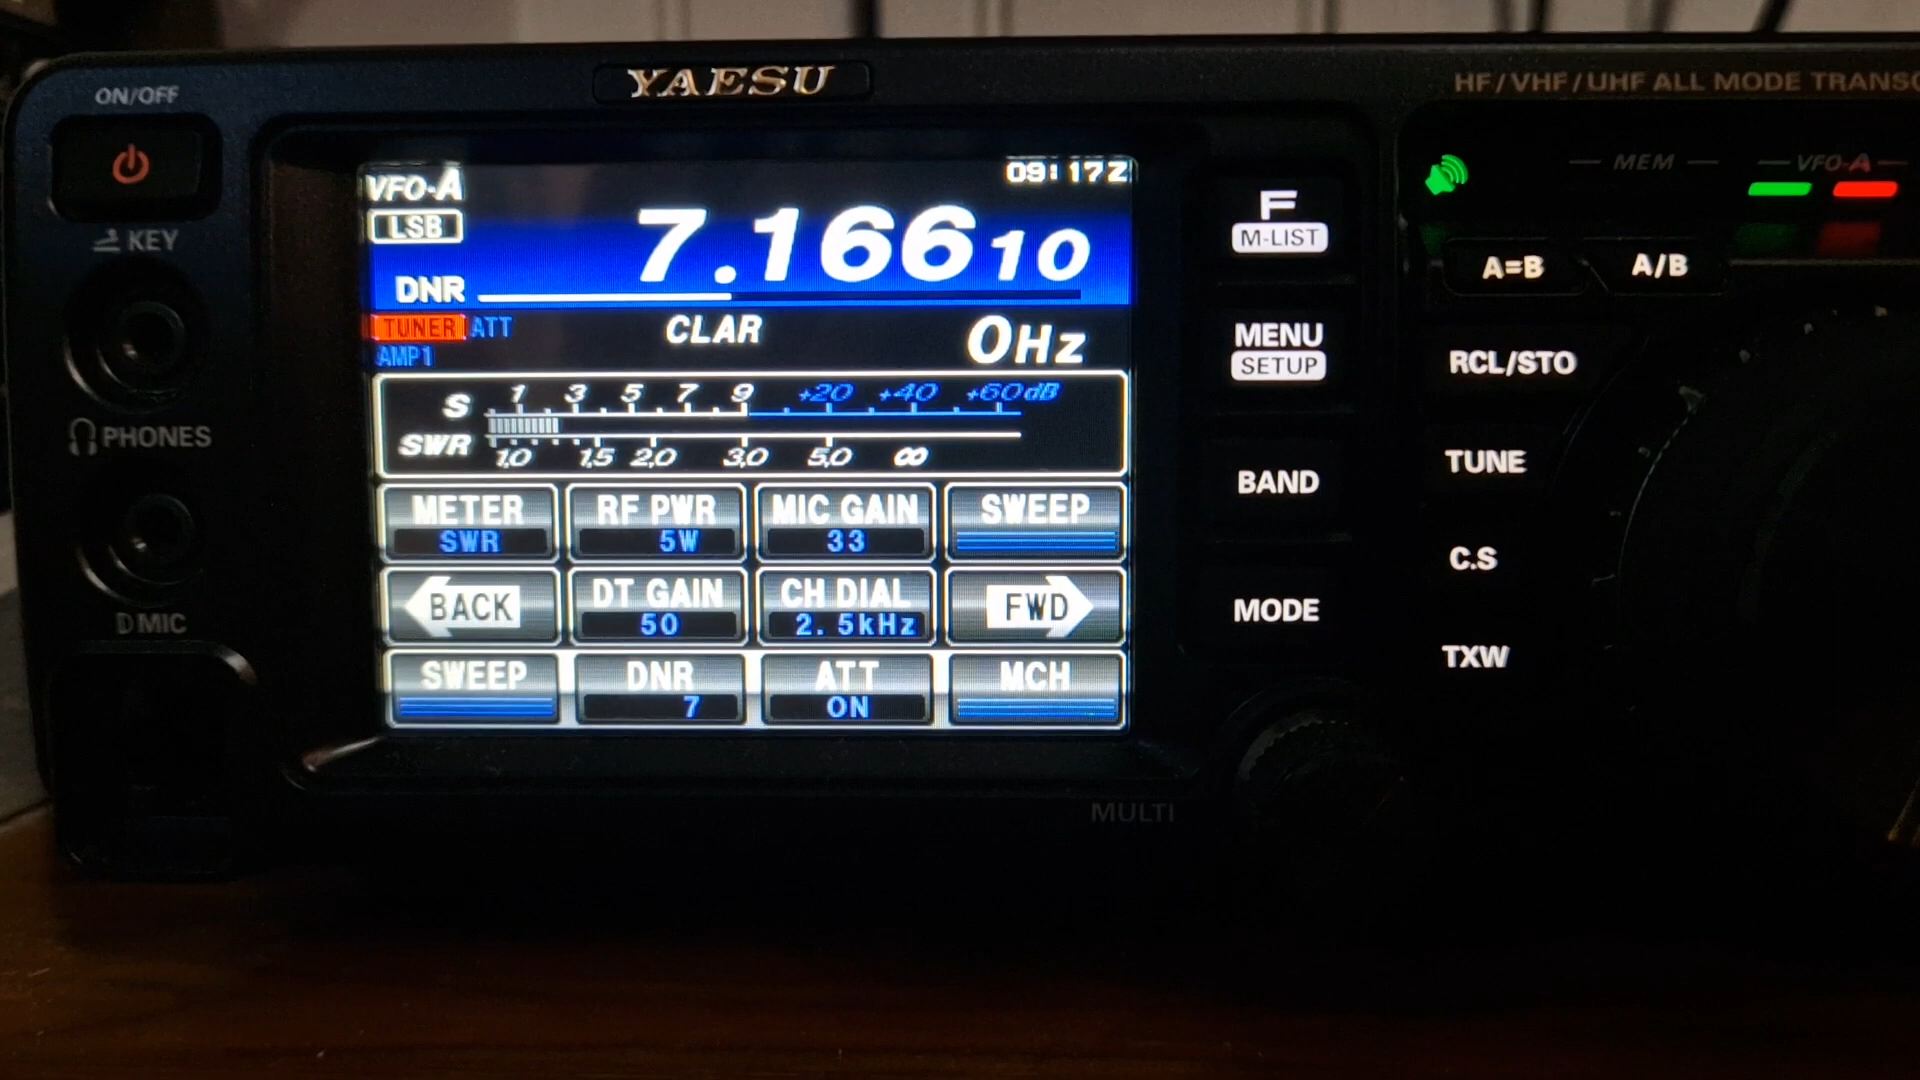 YAESU
HF/VHF/UHF ALL MODE TRANSC
ON/OFF
KEY
PHONES
D MIC
VFO-A
09:17Z
LSB
7.16610
DNR
TUNER ATT
CLAR
0Hz
AMP1
S 1 3 5 7 9 +20 +40 +60dB
SWR 1.0 1.5 2.0 3.0 5.0 ∞
METER RF PWR MIC GAIN SWEEP
SWR 5W 33
BACK DT GAIN CH DIAL FWD
50 2.5kHz
SWEEP DNR ATT MCH
7 ON
F
M-LIST
MENU
SETUP
BAND
MODE
MULTI
MEM
VFO-A
A=B
A/B
RCL/STO
TUNE
C.S
TXW